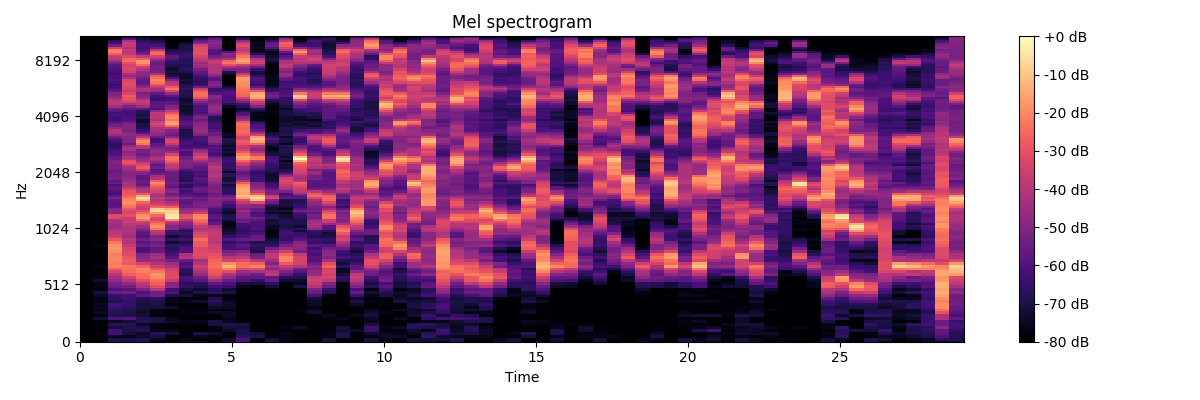 Mel spectrogram
8192
4096
2048
1024
512
0
Hz
0 5 10 15 20 25
Time
+0 dB
-10 dB
-20 dB
-30 dB
-40 dB
-50 dB
-60 dB
-70 dB
-80 dB